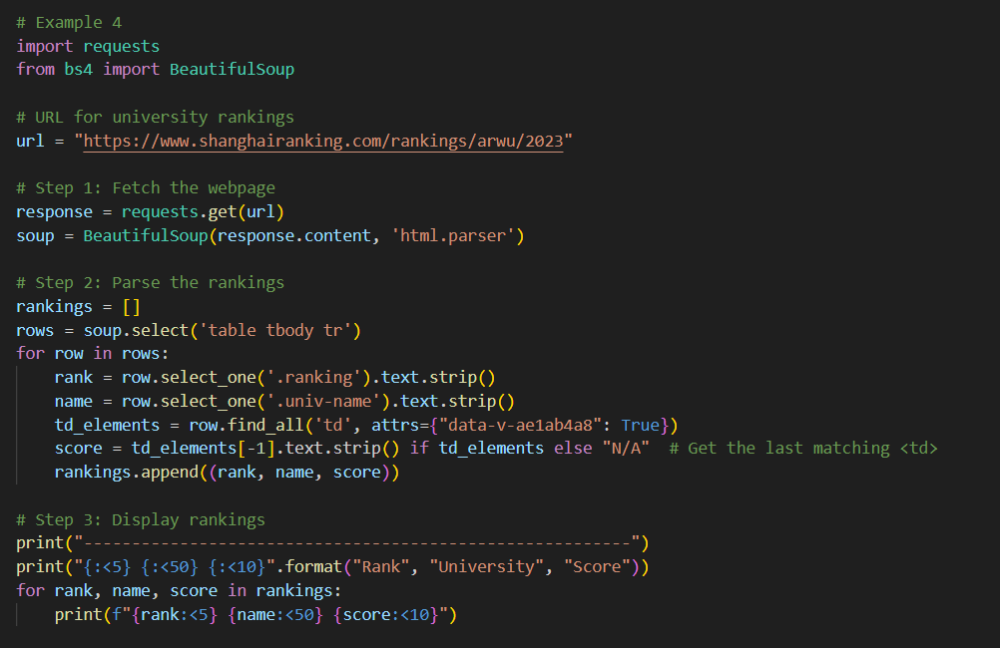 # Example 4
import requests
from bs4 import BeautifulSoup

# URL for university rankings
url = "https://www.shanghairanking.com/rankings/arwu/2023"

# Step 1: Fetch the webpage
response = requests.get(url)
soup = BeautifulSoup(response.content, 'html.parser')

# Step 2: Parse the rankings
rankings = []
rows = soup.select('table tbody tr')
for row in rows:
    rank = row.select_one('.ranking').text.strip()
    name = row.select_one('.univ-name').text.strip()
    td_elements = row.find_all('td', attrs={"data-v-ae1ab4a8": True})
    score = td_elements[-1].text.strip() if td_elements else "N/A"  # Get the last matching <td>
    rankings.append((rank, name, score))

# Step 3: Display rankings
print("---------------------------------------------------------")
print("{:<5} {:<50} {:<10}".format("Rank", "University", "Score"))
for rank, name, score in rankings:
    print(f"{rank:<5} {name:<50} {score:<10}")